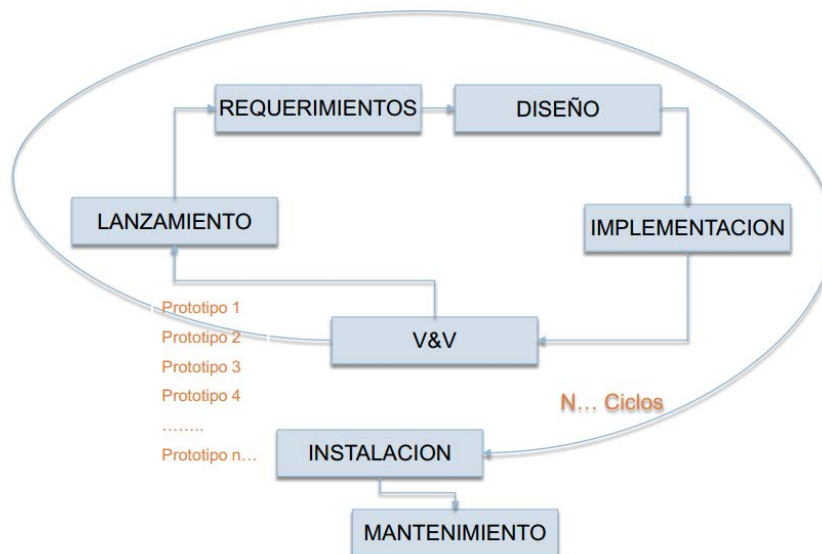 REQUERIMIENTOS
DISEÑO
LANZAMIENTO
IMPLEMENTACION
Prototipo 1
Prototipo 2
V&V
Prototipo 3
Prototipo 4
N... Ciclos
........
Prototipo n...
INSTALACION
MANTENIMIENTO